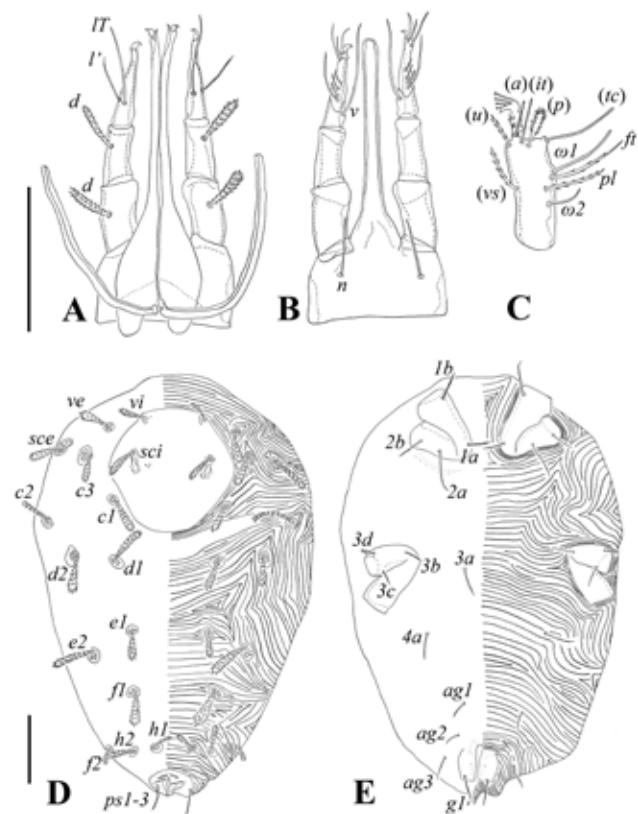 lT
l'
d
d
A
v
n
B
(a) (it) (p) (tc)
(u)
ω1 ft
pl
(vs)
ω2
C
ve vi
sce sci
c3
c2
c1
d1
d2
e1
e2
f1
h1
h2
f2
ps1-3
D
1b
2b
1a
2a
3d
3b
3a
3c
4a
ag1
ag2
ag3
g1
E